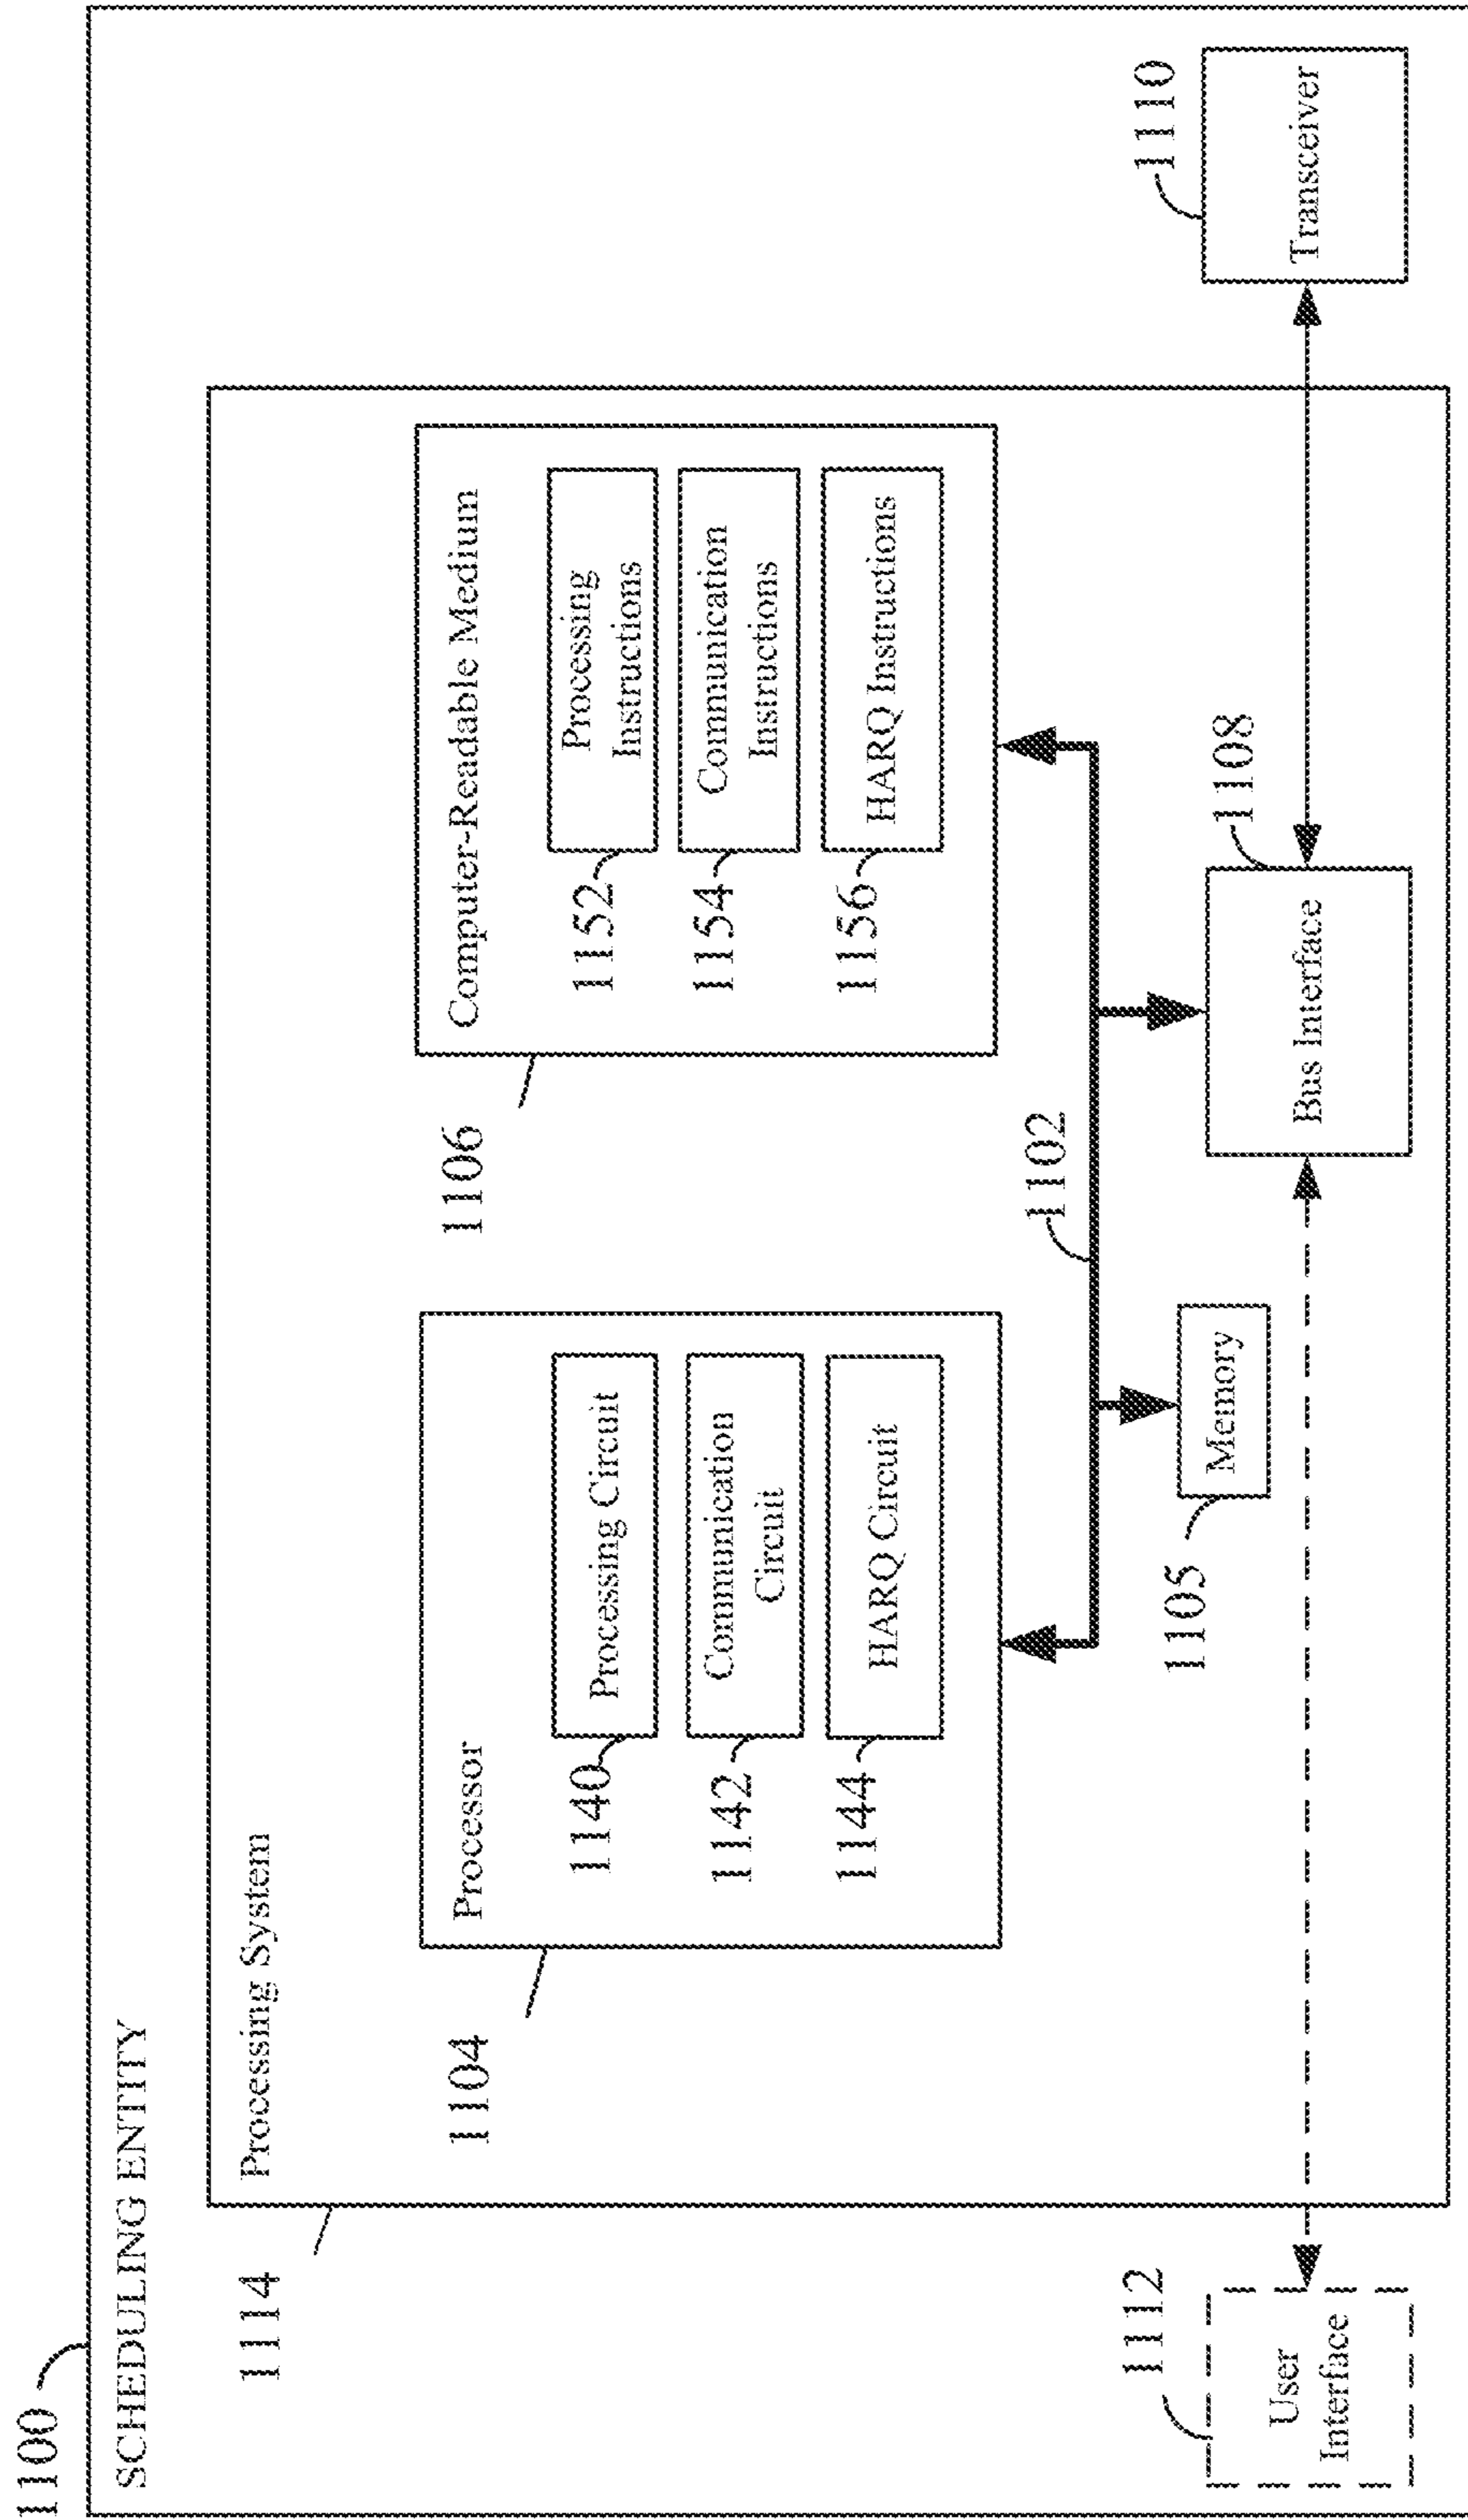 1100
SCHEDULING ENTITY
1114
Processing System
1104
Processor
1140
Processing Circuit
1142
Communication
Circuit
1144
HARQ Circuit
1106
Computer-Readable Medium
1152
Processing
Instructions
1154
Communication
Instructions
1156
HARQ Instructions
1102
1105
Memory
1112
User
Interface
1108
Bus Interface
1110
Transceiver